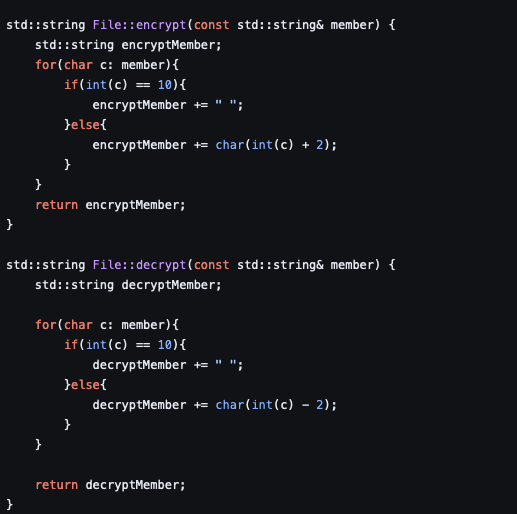 std::string File::encrypt(const std::string& member) {
    std::string encryptMember;
    for(char c: member){
        if(int(c) == 10){
            encryptMember += " ";
        }else{
            encryptMember += char(int(c) + 2);
        }
    }
    return encryptMember;
}

std::string File::decrypt(const std::string& member) {
    std::string decryptMember;

    for(char c: member){
        if(int(c) == 10){
            decryptMember += " ";
        }else{
            decryptMember += char(int(c) - 2);
        }
    }

    return decryptMember;
}